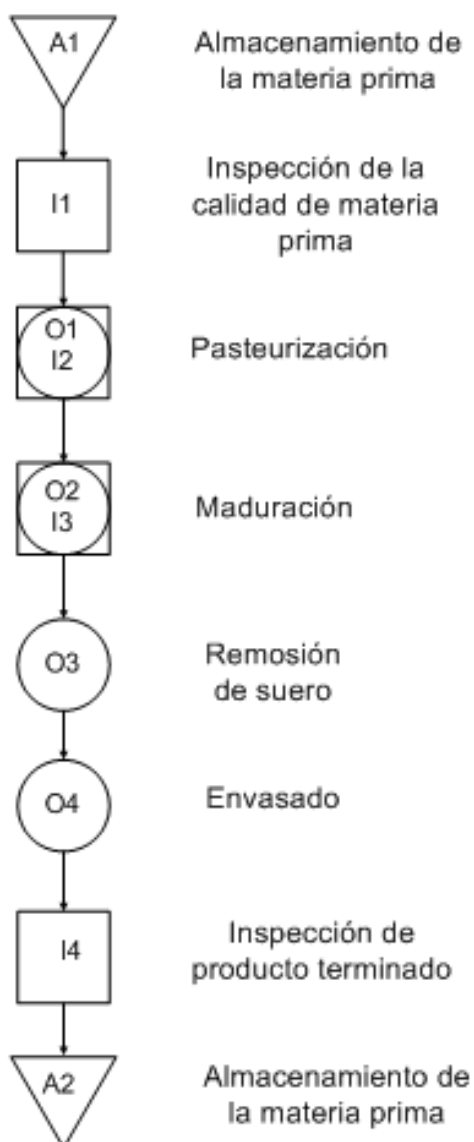 A1
Almacenamiento de
la materia prima
I1
Inspección de la
calidad de materia
prima
O1
I2
Pasteurización
O2
I3
Maduración
O3
Remosión
de suero
O4
Envasado
I4
Inspección de
producto terminado
A2
Almacenamiento de
la materia prima